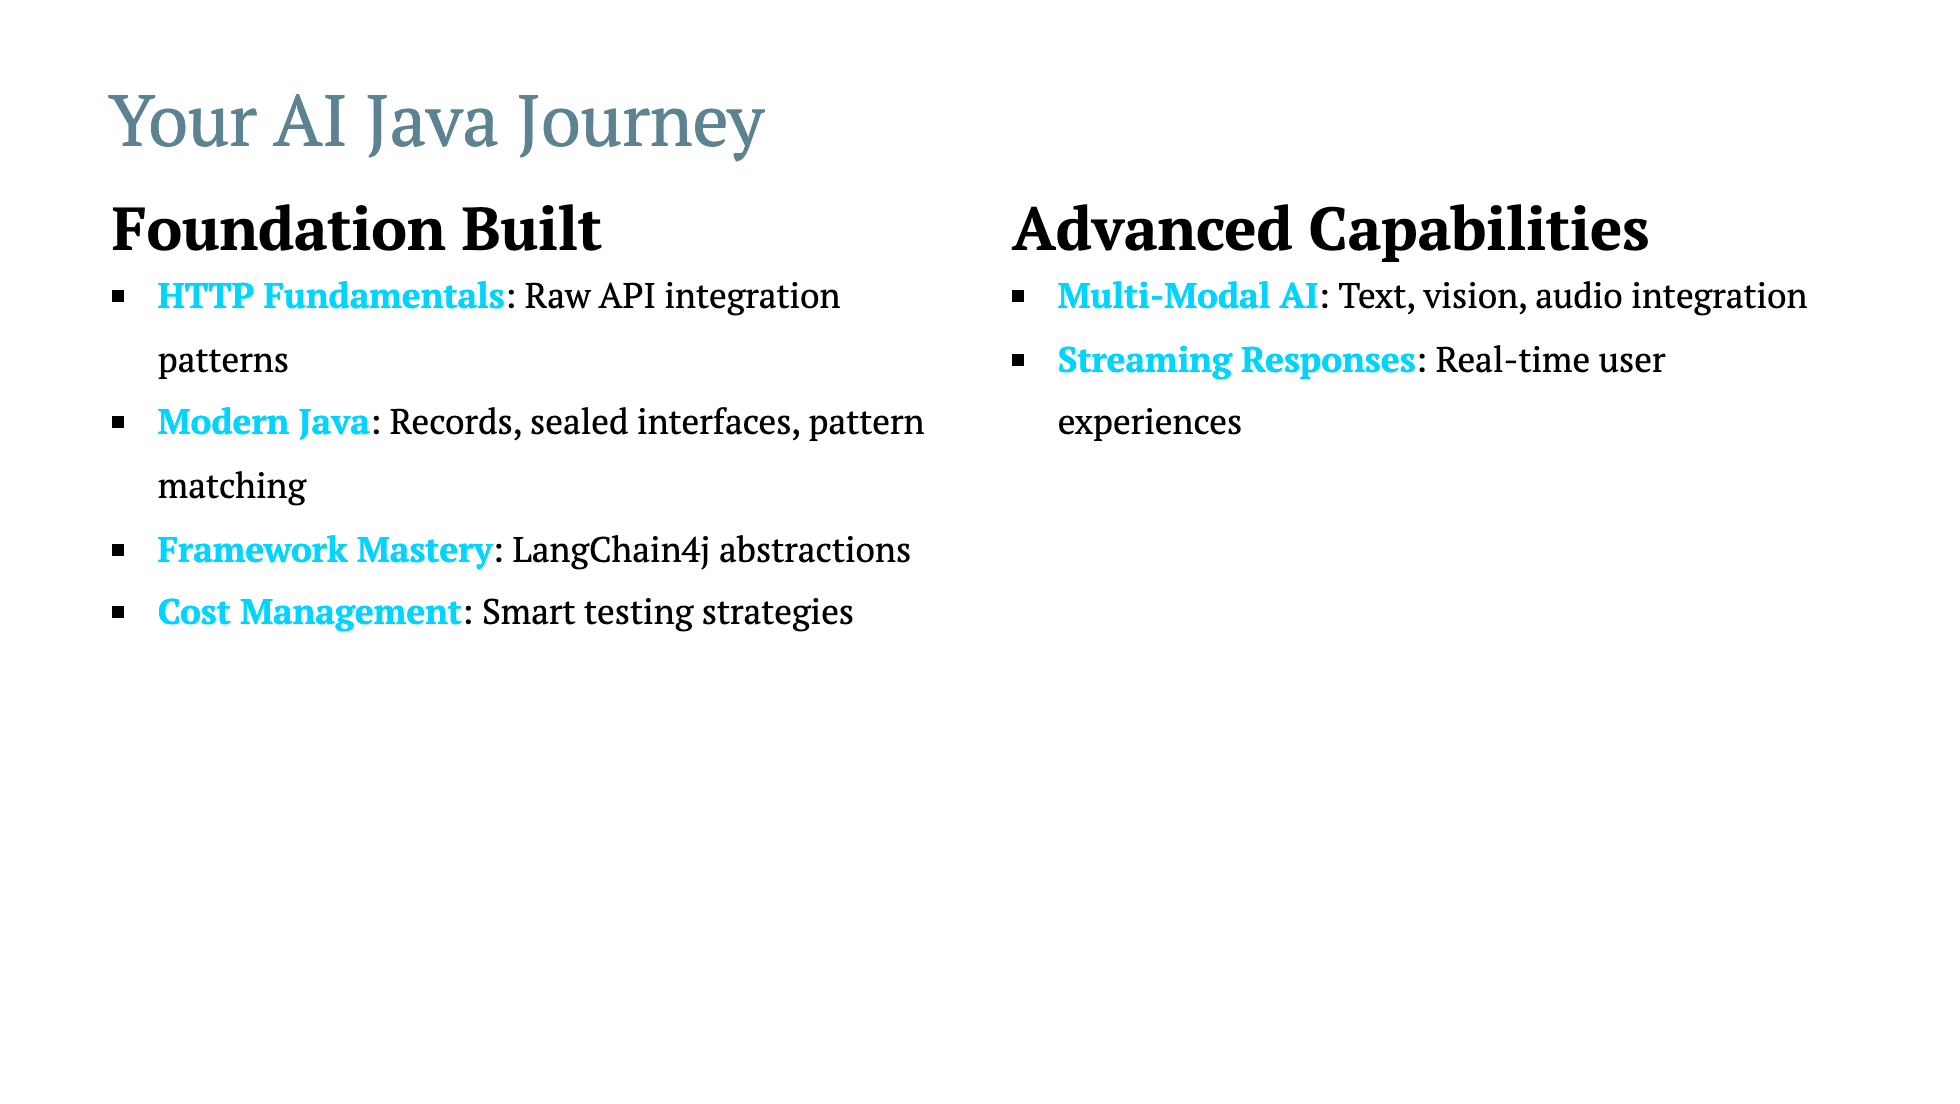 Your AI Java Journey
Foundation Built
▪ HTTP Fundamentals: Raw API integration
patterns
▪ Modern Java: Records, sealed interfaces, pattern
matching
▪ Framework Mastery: LangChain4j abstractions
▪ Cost Management: Smart testing strategies
Advanced Capabilities
▪ Multi-Modal AI: Text, vision, audio integration
▪ Streaming Responses: Real-time user
experiences